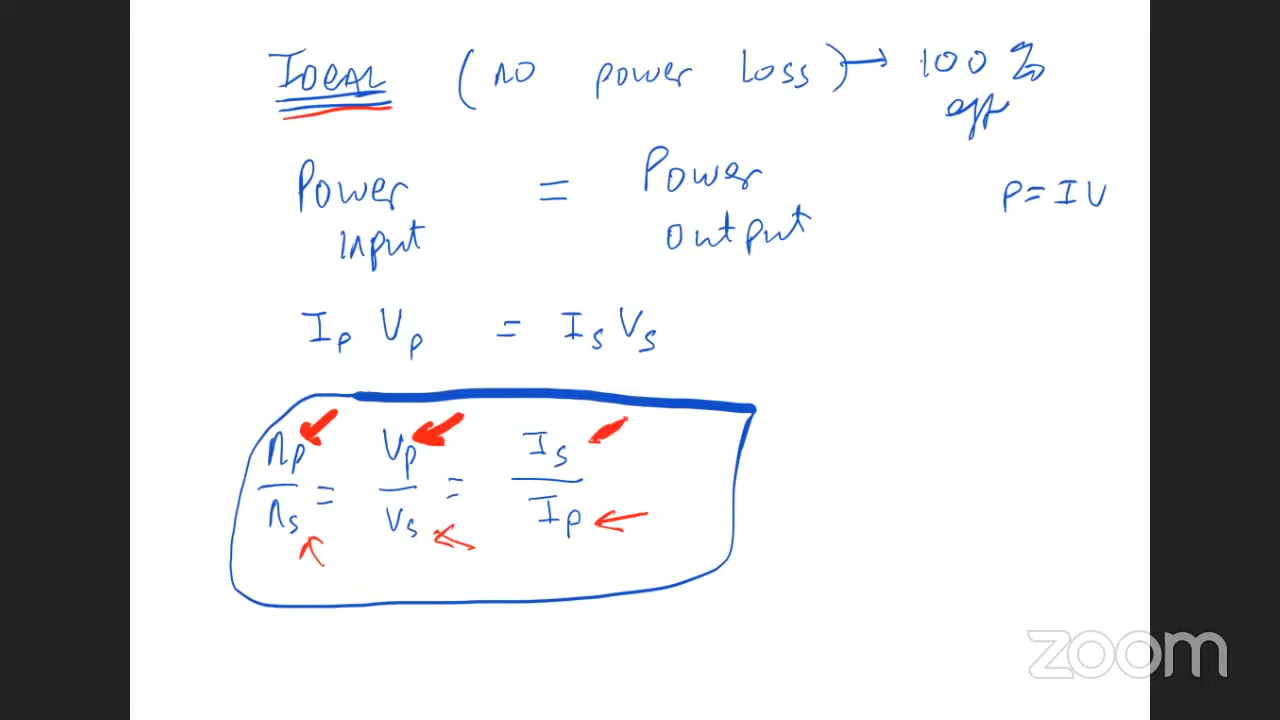 IDEAL (no power loss) → 100 %
eff
Power = Power
input output
P = IV
Ip Vp = Is Vs
np/ns = Vp/Vs = Is/Ip
zoom